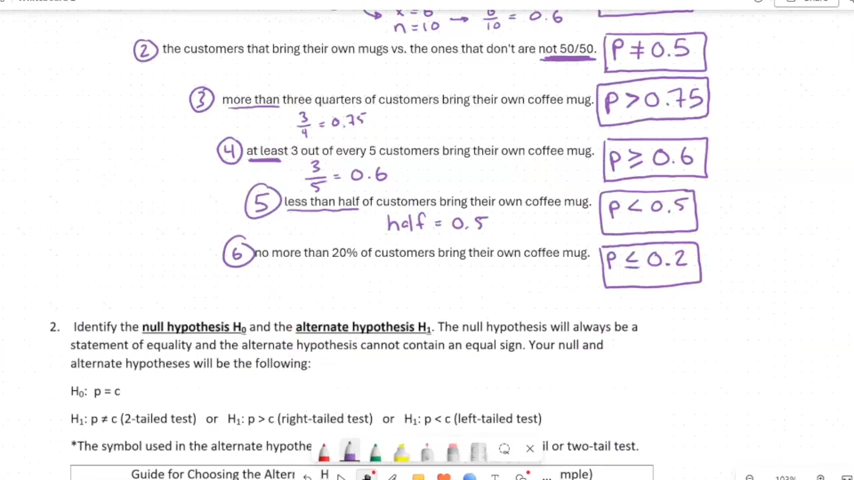 n=10 → 6/10 = 0.6
2 the customers that bring their own mugs vs. the ones that don't are not 50/50. P ≠ 0.5
3 more than three quarters of customers bring their own coffee mug. P > 0.75
3/4 = 0.75
4 at least 3 out of every 5 customers bring their own coffee mug. P ≥ 0.6
3/5 = 0.6
5 less than half of customers bring their own coffee mug. P < 0.5
half = 0.5
6 no more than 20% of customers bring their own coffee mug. P ≤ 0.2
2. Identify the null hypothesis H₀ and the alternate hypothesis H₁. The null hypothesis will always be a
statement of equality and the alternate hypothesis cannot contain an equal sign. Your null and
alternate hypotheses will be the following:
H₀: p = c
H₁: p ≠ c (2-tailed test) or H₁: p > c (right-tailed test) or H₁: p < c (left-tailed test)
*The symbol used in the alternate hypothe il or two-tail test.
Guide for Choosing the Alter H mple)